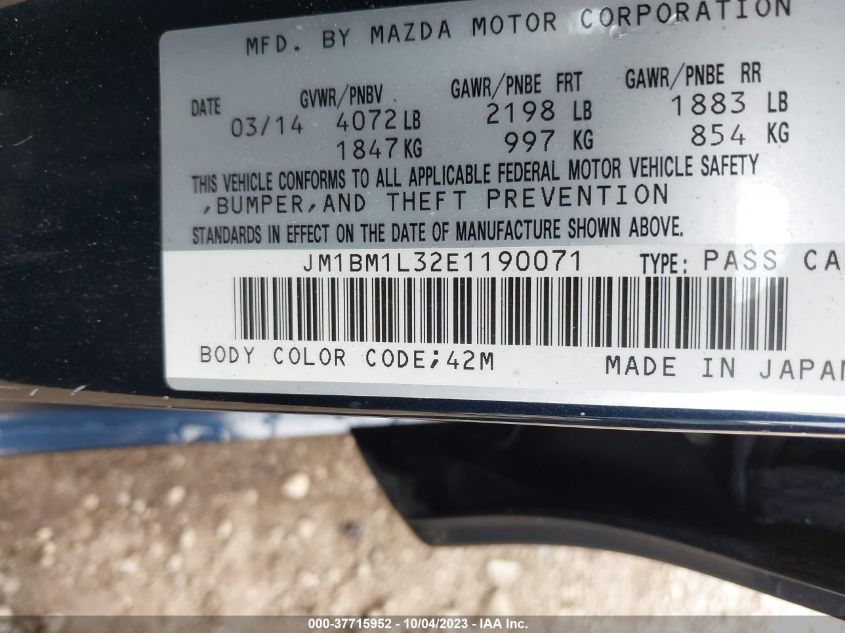 MFD. BY MAZDA MOTOR CORPORATION
DATE GVWR/PNBV GAWR/PNBE FRT GAWR/PNBE RR
03/14 4072 LB 2198 LB 1883 LB
1847 KG 997 KG 854 KG
THIS VEHICLE CONFORMS TO ALL APPLICABLE FEDERAL MOTOR VEHICLE SAFETY
,BUMPER,AND THEFT PREVENTION
STANDARDS IN EFFECT ON THE DATE OF MANUFACTURE SHOWN ABOVE.
JM1BM1L32E1190071 TYPE: PASS CA
BODY COLOR CODE;42M MADE IN JAPAN
000-37715952 - 10/04/2023 - IAA Inc.